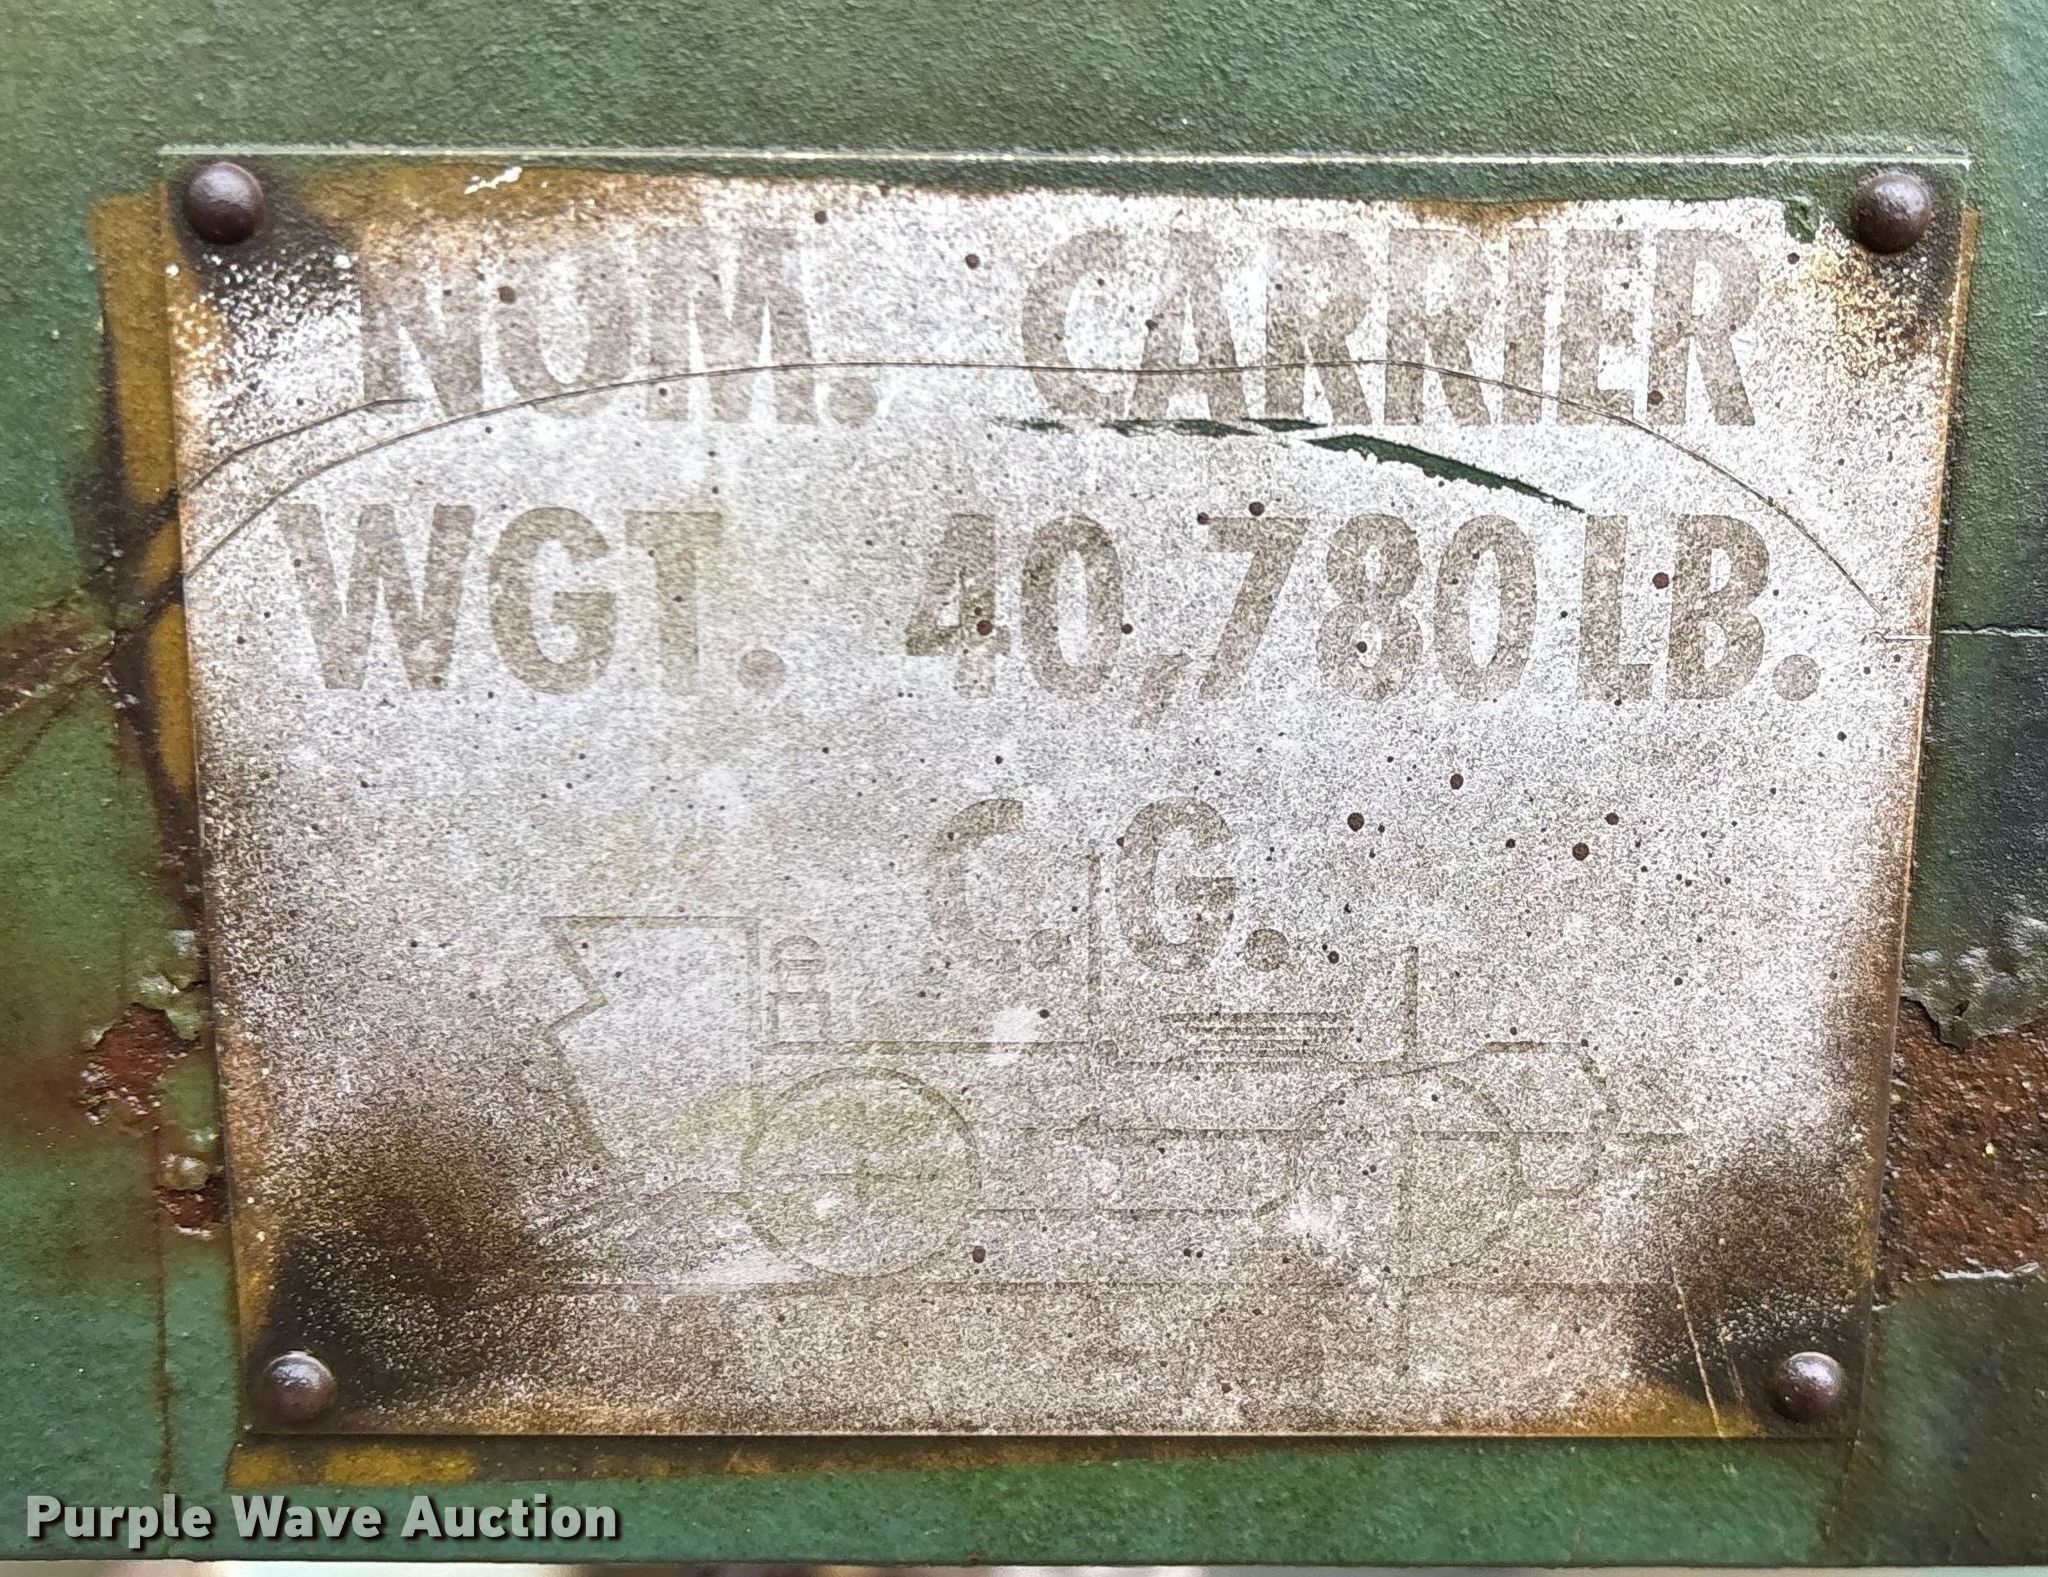 NOM. CARRIER
WGT. 40,780 LB.
C.G.
Purple Wave Auction